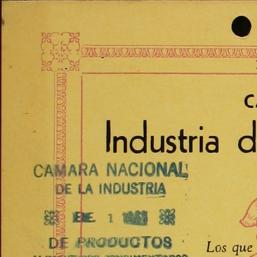 C.
Industria d
CAMARA NACIONAL
DE LA INDUSTRIA
DE PRODUCTOS
Los que